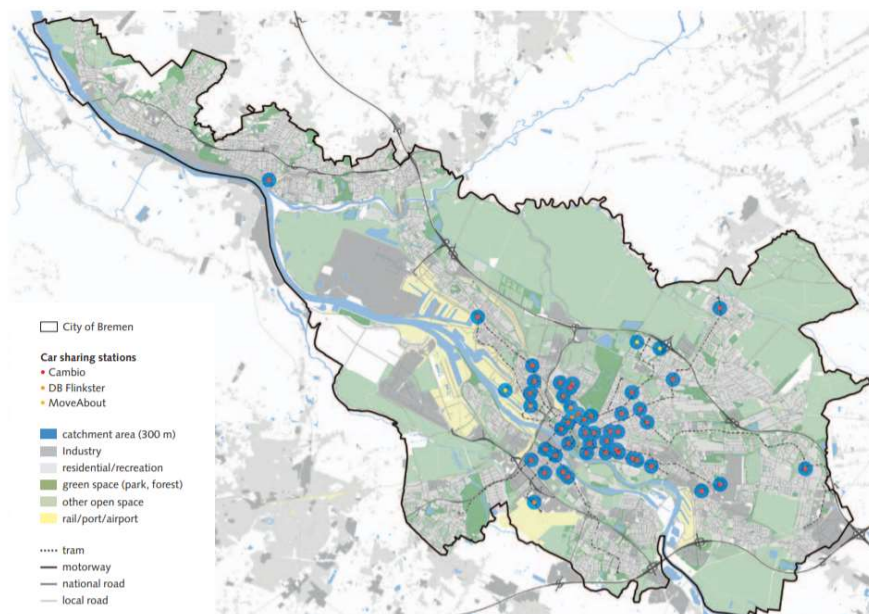 City of Bremen
Car sharing stations
Cambio
DB Flinkster
MoveAbout
catchment area (300 m)
Industry
residential/recreation
green space (park, forest)
other open space
rail/port/airport
tram
motorway
national road
local road